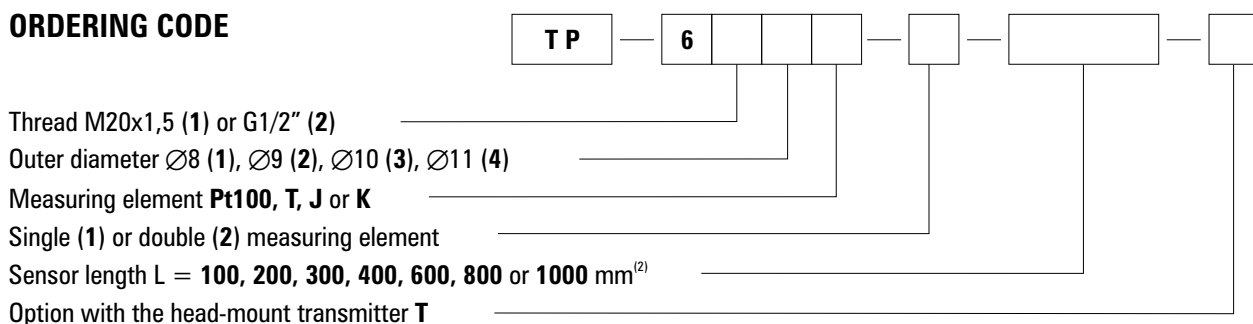 ORDERING CODE
T P — 6 — — —
Thread M20x1,5 (1) or G1/2″ (2)
Outer diameter ∅8 (1), ∅9 (2), ∅10 (3), ∅11 (4)
Measuring element Pt100, T, J or K
Single (1) or double (2) measuring element
Sensor length L = 100, 200, 300, 400, 600, 800 or 1000 mm(2)
Option with the head-mount transmitter T